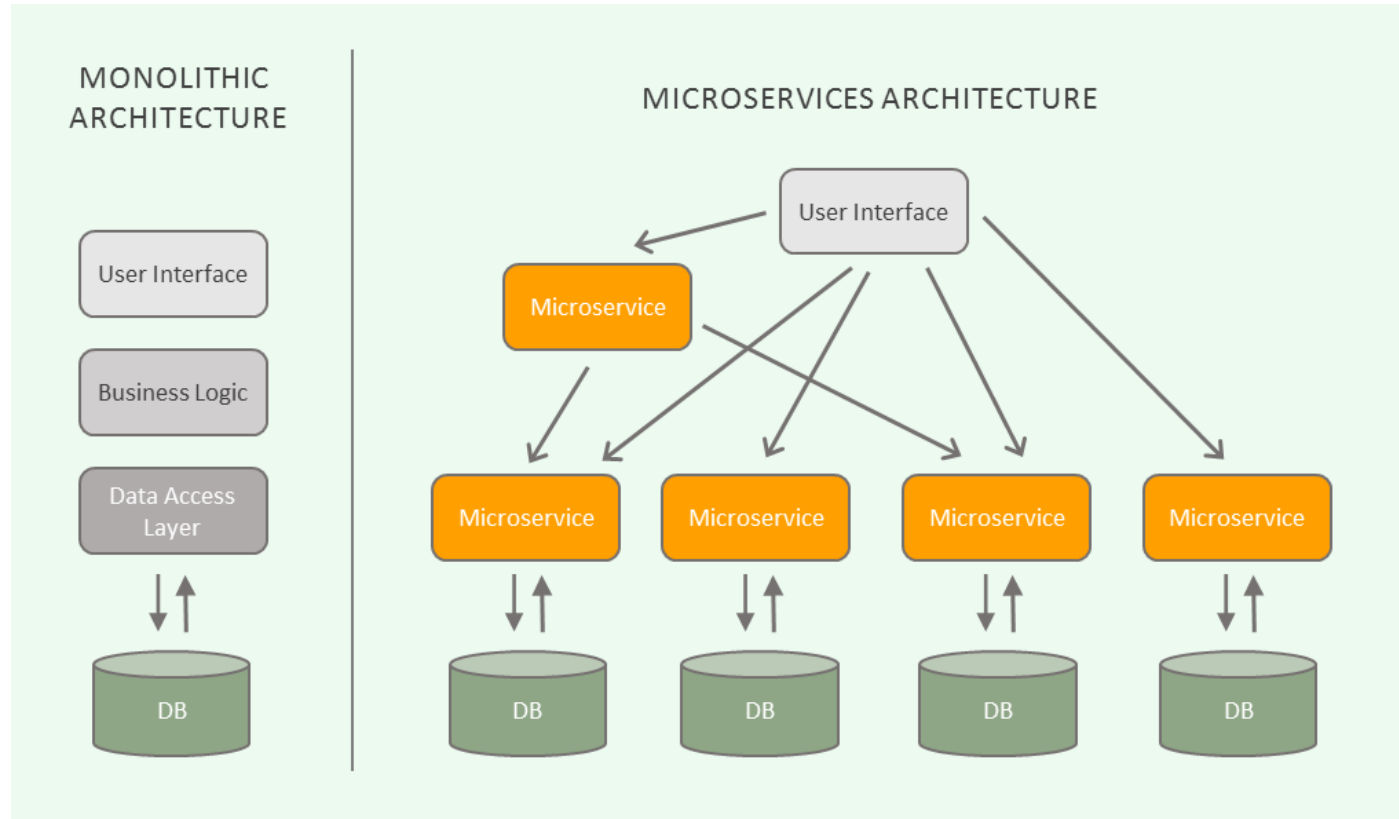 MONOLITHIC
ARCHITECTURE
User Interface
Business Logic
Data Access
Layer
DB
MICROSERVICES ARCHITECTURE
User Interface
Microservice
Microservice
Microservice
Microservice
Microservice
DB
DB
DB
DB